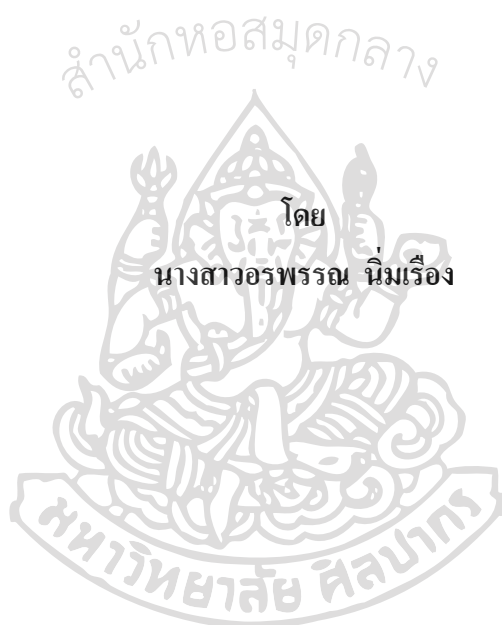 สำนักหอสมุดกลาง
โดย
นางสาวอรพรรณ นิ่มเรือง
มหาวิทยาลัย ศิลปากร